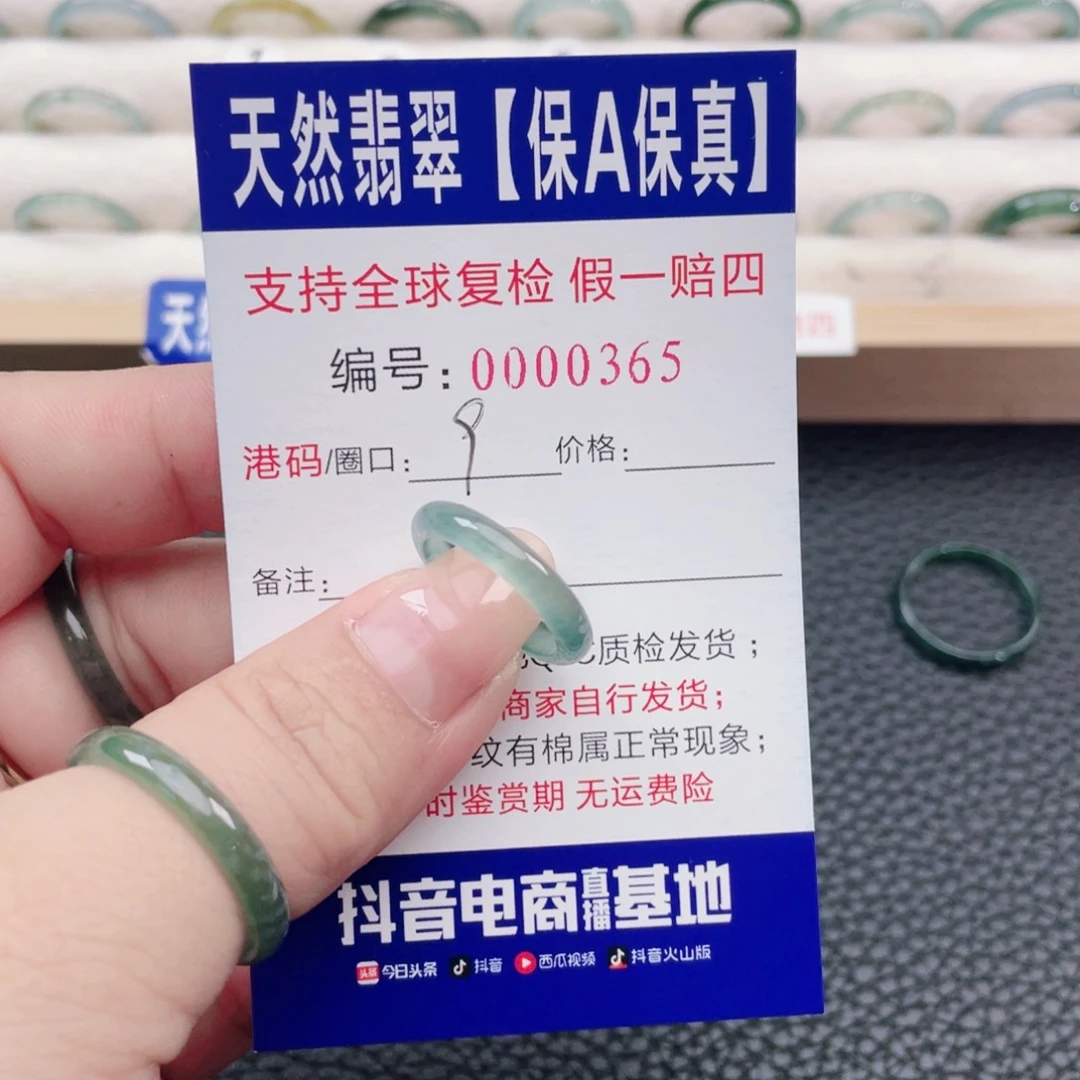 天然翡翠【保A保真】
支持全球复检 假一赔四
编号：0000365
港码/圈口：9 价格：
备注：
质检发货；
商家自行发货；
纹有棉属正常现象；
时鉴赏期 无运费险
抖音电商直播基地
头条 今日头条 抖音 西瓜视频 抖音火山版
天